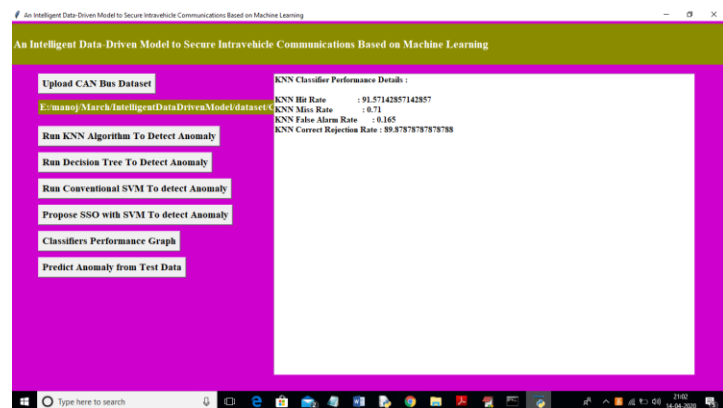 An Intelligent Data-Driven Model to Secure Intravehicle Communications Based on Machine Learning
An Intelligent Data-Driven Model to Secure Intravehicle Communications Based on Machine Learning
Upload CAN Bus Dataset
E:/manoj/March/IntelligentDataDrivenModel/dataset/C
Run KNN Algorithm To Detect Anomaly
Run Decision Tree To Detect Anomaly
Run Conventional SVM To detect Anomaly
Propose SSO with SVM To detect Anomaly
Classifiers Performance Graph
Predict Anomaly from Test Data
KNN Classifier Performance Details :
KNN Hit Rate : 91.57142857142857
KNN Miss Rate : 0.71
KNN False Alarm Rate : 0.165
KNN Correct Rejection Rate : 89.87878787878788
Type here to search
21:02
14-04-2020